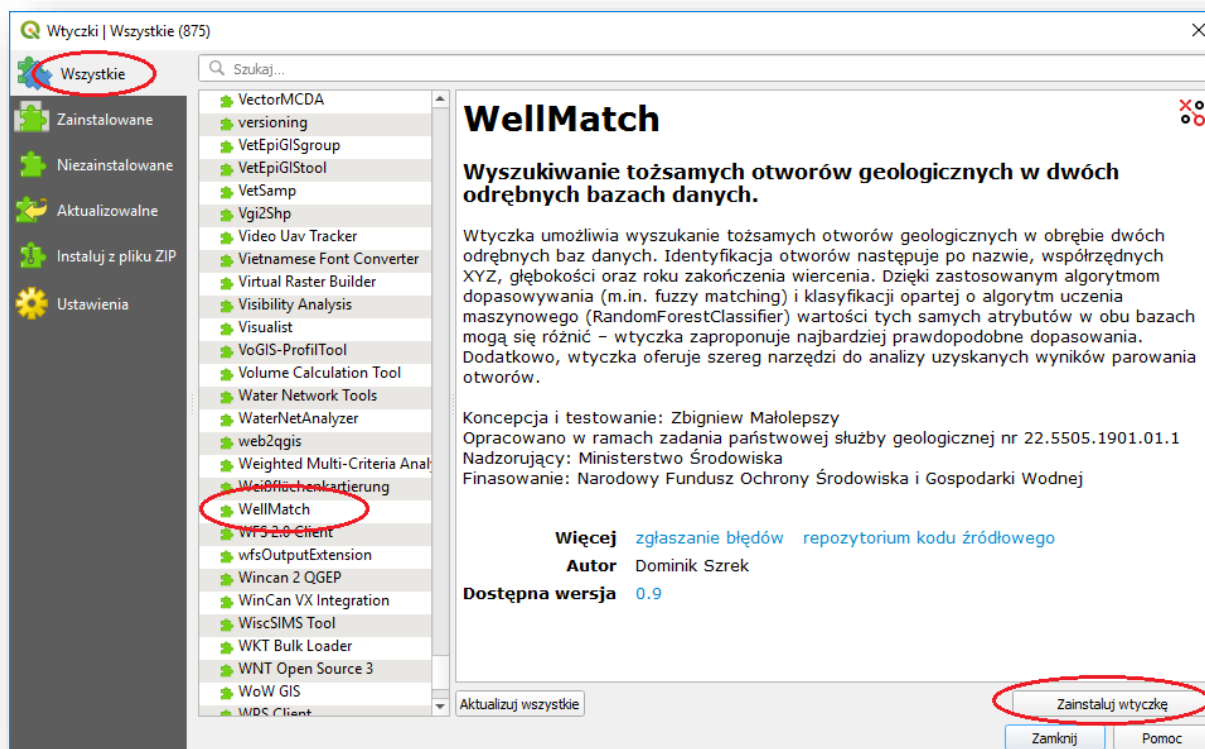 Wtyczki | Wszystkie (875)
Wszystkie
Zainstalowane
Niezainstalowane
Aktualizowalne
Instaluj z pliku ZIP
Ustawienia
Szukaj...
VectorMCDA
versioning
VetEpiGISgroup
VetEpiGIStool
VetSamp
Vgi2Shp
Video Uav Tracker
Vietnamese Font Converter
Virtual Raster Builder
Visibility Analysis
Visualist
VoGIS-ProfilTool
Volume Calculation Tool
Water Network Tools
WaterNetAnalyzer
web2qgis
Weighted Multi-Criteria Anal
Weißflächenkartierung
WellMatch
WFS 2.0 Client
wfsOutputExtension
Wincan 2 QGEP
WinCan VX Integration
WiscSIMS Tool
WKT Bulk Loader
WNT Open Source 3
WoW GIS
WPS Client
WellMatch
Wyszukiwanie tożsamych otworów geologicznych w dwóch
odrębnych bazach danych.
Wtyczka umożliwia wyszukanie tożsamych otworów geologicznych w obrębie dwóch
odrębnych baz danych. Identyfikacja otworów następuje po nazwie, współrzędnych
XYZ, głębokości oraz roku zakończenia wiercenia. Dzięki zastosowanym algorytmom
dopasowywania (m.in. fuzzy matching) i klasyfikacji opartej o algorytm uczenia
maszynowego (RandomForestClassifier) wartości tych samych atrybutów w obu bazach
mogą się różnić – wtyczka zaproponuje najbardziej prawdopodobne dopasowania.
Dodatkowo, wtyczka oferuje szereg narzędzi do analizy uzyskanych wyników parowania
otworów.
Koncepcja i testowanie: Zbigniew Małolepszy
Opracowano w ramach zadania państwowej służby geologicznej nr 22.5505.1901.01.1
Nadzorujący: Ministerstwo Środowiska
Finasowanie: Narodowy Fundusz Ochrony Środowiska i Gospodarki Wodnej
Więcej zgłaszanie błędów repozytorium kodu źródłowego
Autor Dominik Szrek
Dostępna wersja 0.9
Aktualizuj wszystkie
Zainstaluj wtyczkę
Zamknij
Pomoc